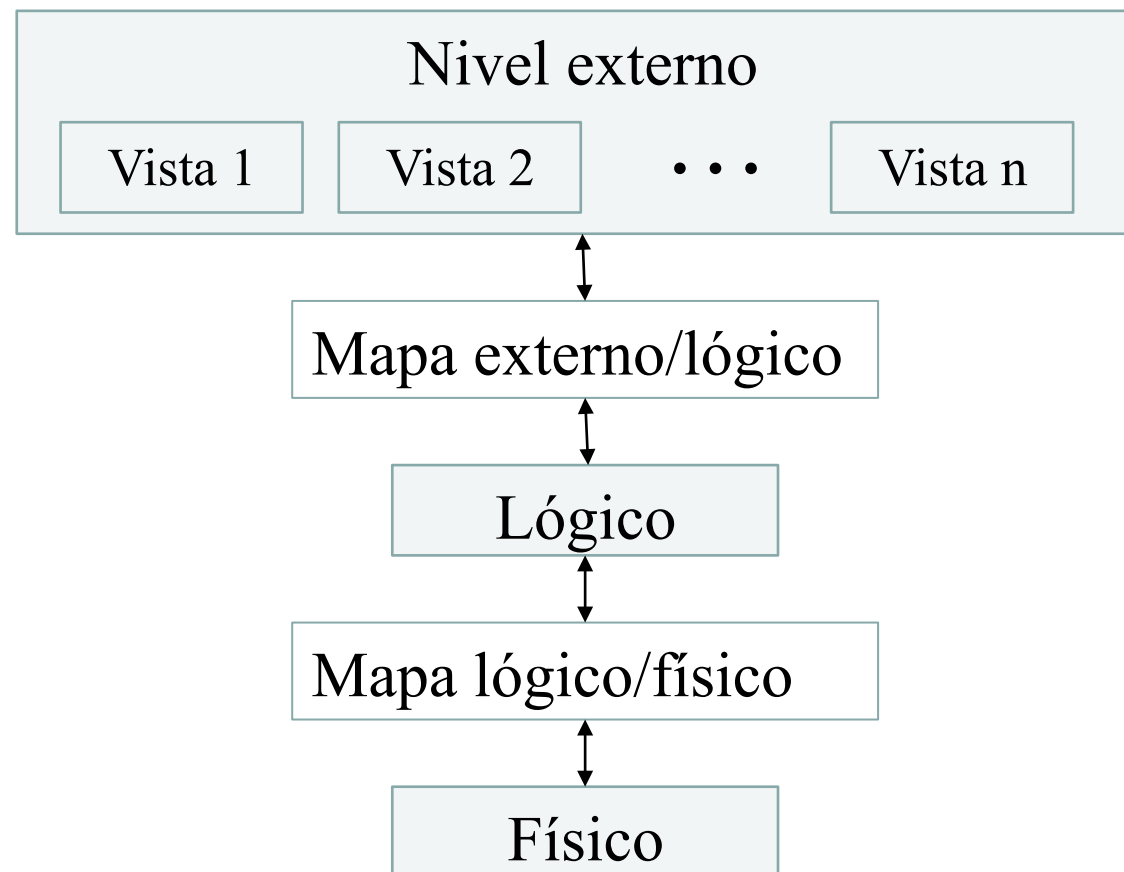 Nivel externo
Vista 1 Vista 2 • • • Vista n
Mapa externo/lógico
Lógico
Mapa lógico/físico
Físico